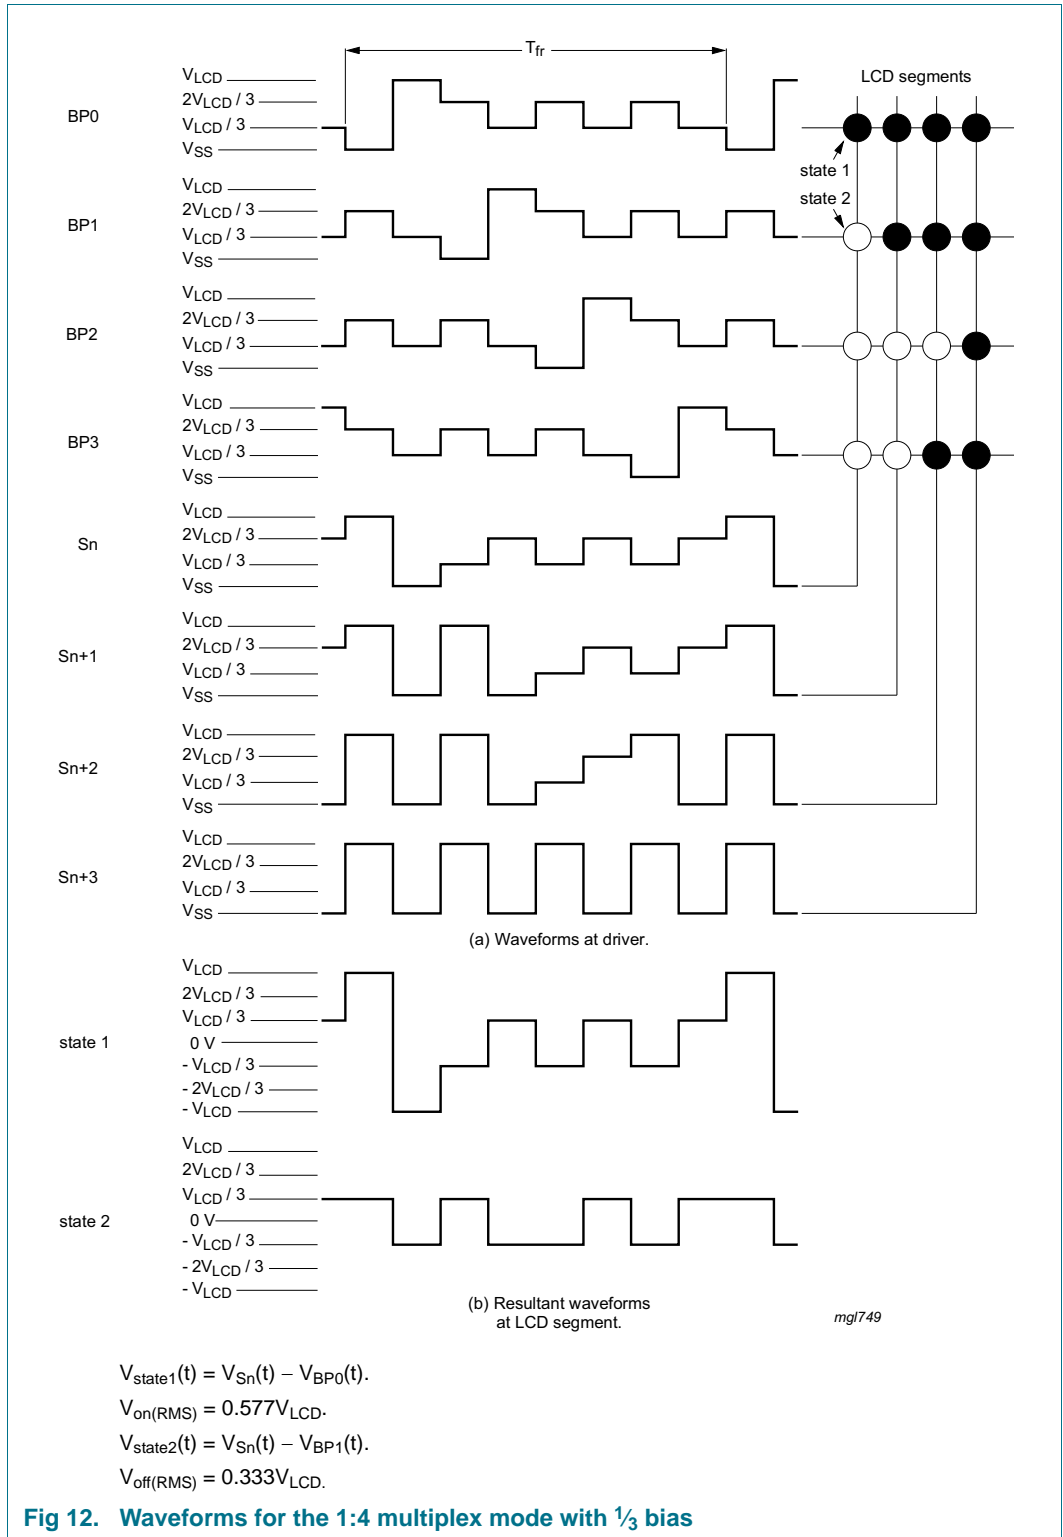 Tfr
LCD segments
BP0
VLCD
2VLCD / 3
VLCD / 3
VSS
state 1
state 2
BP1
VLCD
2VLCD / 3
VLCD / 3
VSS
BP2
VLCD
2VLCD / 3
VLCD / 3
VSS
BP3
VLCD
2VLCD / 3
VLCD / 3
VSS
Sn
VLCD
2VLCD / 3
VLCD / 3
VSS
Sn+1
VLCD
2VLCD / 3
VLCD / 3
VSS
Sn+2
VLCD
2VLCD / 3
VLCD / 3
VSS
Sn+3
VLCD
2VLCD / 3
VLCD / 3
VSS
(a) Waveforms at driver.
state 1
VLCD
2VLCD / 3
VLCD / 3
0 V
- VLCD / 3
- 2VLCD / 3
- VLCD
state 2
VLCD
2VLCD / 3
VLCD / 3
0 V
- VLCD / 3
- 2VLCD / 3
- VLCD
(b) Resultant waveforms
at LCD segment.
mgl749
Vstate1(t) = VSn(t) − VBP0(t).
Von(RMS) = 0.577VLCD.
Vstate2(t) = VSn(t) − VBP1(t).
Voff(RMS) = 0.333VLCD.
Fig 12. Waveforms for the 1:4 multiplex mode with 1⁄3 bias